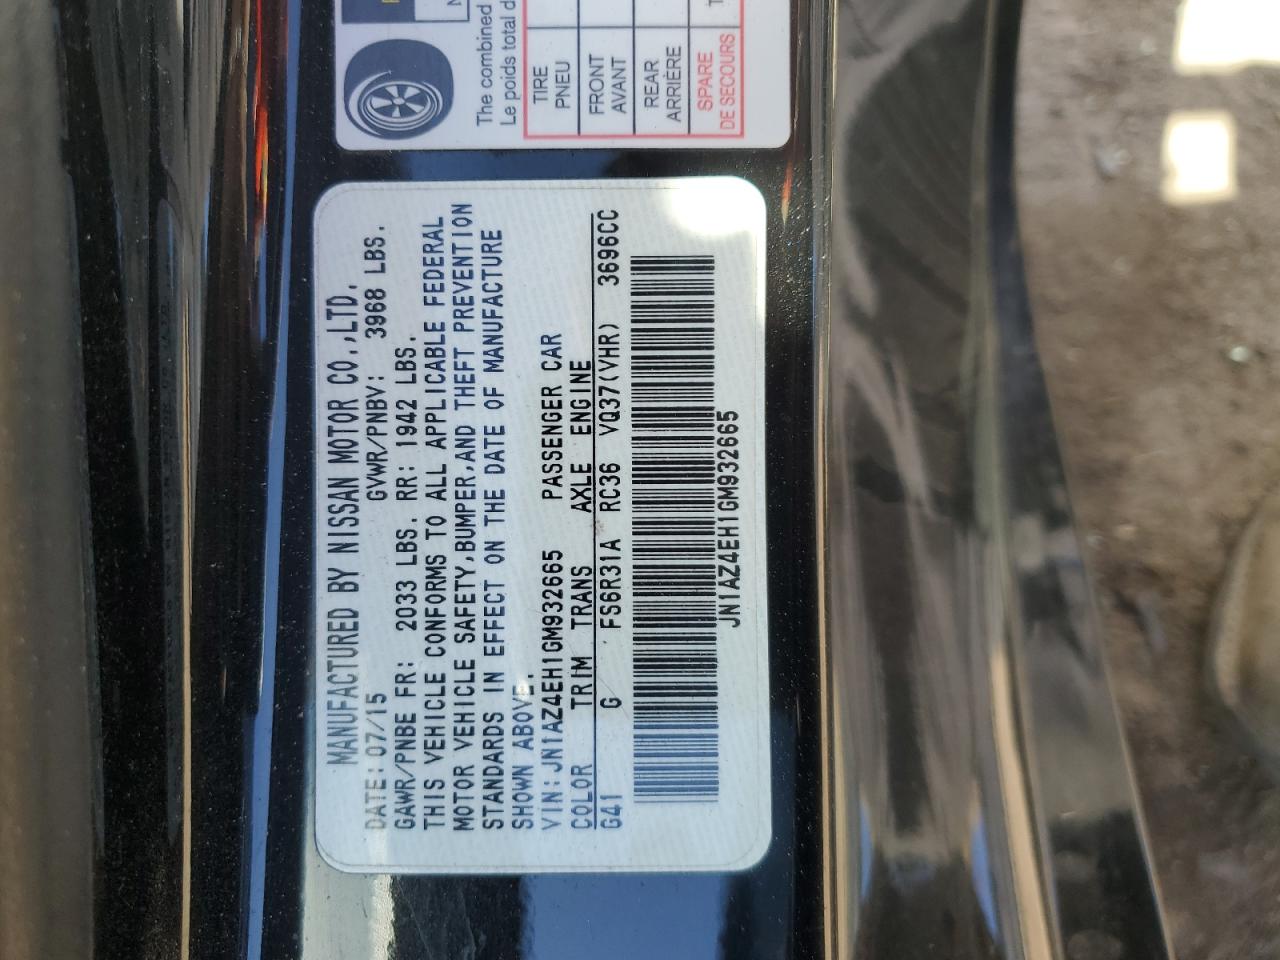 MANUFACTURED BY NISSAN MOTOR CO.,LTD.
DATE: 07/15 GVWR/PNBV: 3968 LBS.
GAWR/PNBE FR: 2033 LBS. RR: 1942 LBS.
THIS VEHICLE CONFORMS TO ALL APPLICABLE FEDERAL
MOTOR VEHICLE SAFETY,BUMPER,AND THEFT PREVENTION
STANDARDS IN EFFECT ON THE DATE OF MANUFACTURE
SHOWN ABOVE.
VIN: JN1AZ4EH1GM932665 PASSENGER CAR
COLOR TRIM TRANS AXLE ENGINE
G41 G FS6R31A RC36 VQ37(VHR) 3696CC
JN1AZ4EH1GM932665
The combined
Le poids total d
TIRE
PNEU
FRONT
AVANT
REAR
ARRIÈRE
SPARE
DE SECOURS